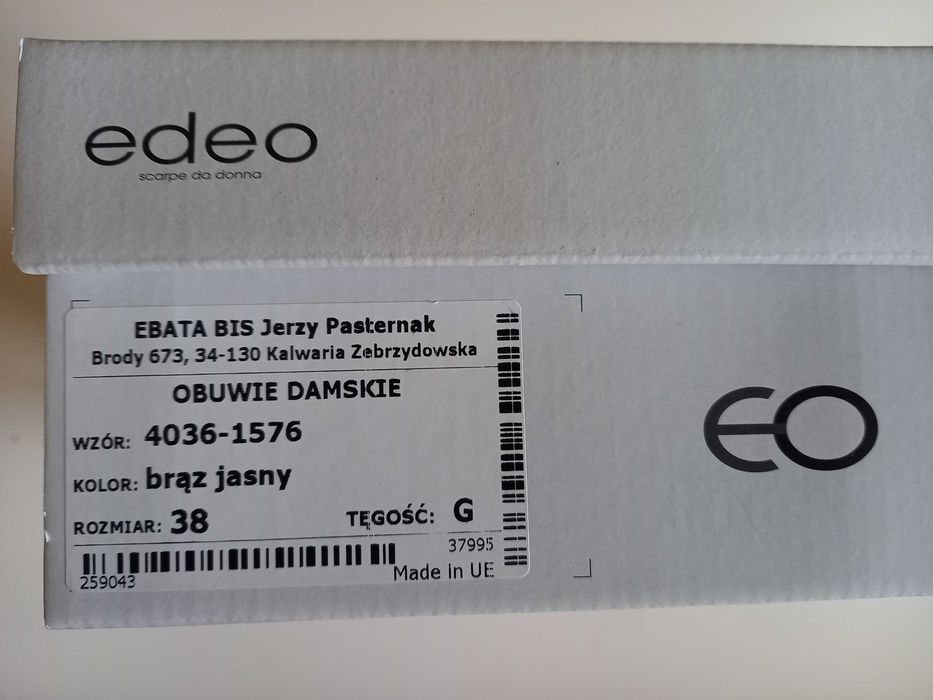 edeo
scarpe da donna
EBATA BIS Jerzy Pasternak
Brody 673, 34-130 Kalwaria Zebrzydowska
OBUWIE DAMSKIE
WZÓR: 4036-1576
KOLOR: brąz jasny
ROZMIAR: 38 TĘGOŚĆ: G
37995
259043 Made in UE
eo